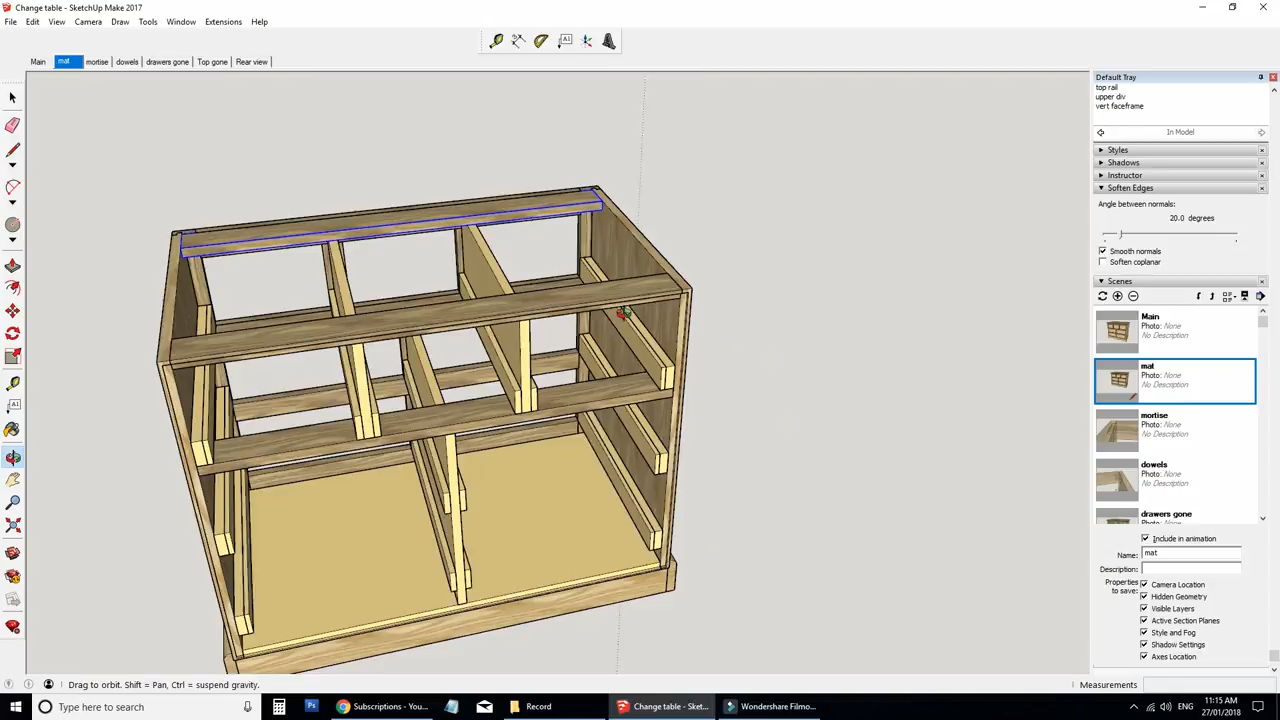 Change table - SketchUp Make 2017
File Edit View Camera Draw Tools Window Extensions Help
Main mat mortise dowels drawers gone Top gone Rear view
Default Tray
top rail
upper div
vert faceframe
In Model
Styles
Shadows
Instructor
Soften Edges
Angle between normals:
20.0 degrees
Smooth normals
Soften coplanar
Scenes
Main
Photo: None
No Description
mat
Photo: None
No Description
mortise
Photo: None
No Description
dowels
Photo: None
No Description
drawers gone
Photo: None
Include in animation
Name: mat
Description:
Properties to save:
Camera Location
Hidden Geometry
Visible Layers
Active Section Planes
Style and Fog
Shadow Settings
Axes Location
Drag to orbit. Shift = Pan, Ctrl = suspend gravity.
Measurements
Type here to search
Ps
Subscriptions - You...
Record
Change table - Sket...
Wondershare Filmo...
ENG
11:15 AM
27/01/2018